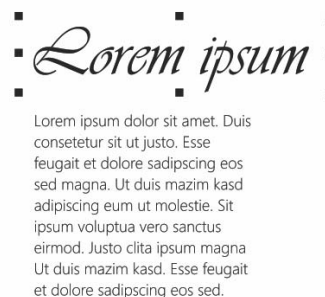 Lorem ipsum
Lorem ipsum dolor sit amet. Duis
consetetur sit ut justo. Esse
feugait et dolore sadipscing eos
sed magna. Ut duis mazim kasd
adipiscing eum ut molestie. Sit
ipsum voluptua vero sanctus
eirmod. Justo clita ipsum magna
Ut duis mazim kasd. Esse feugait
et dolore sadipscing eos sed.